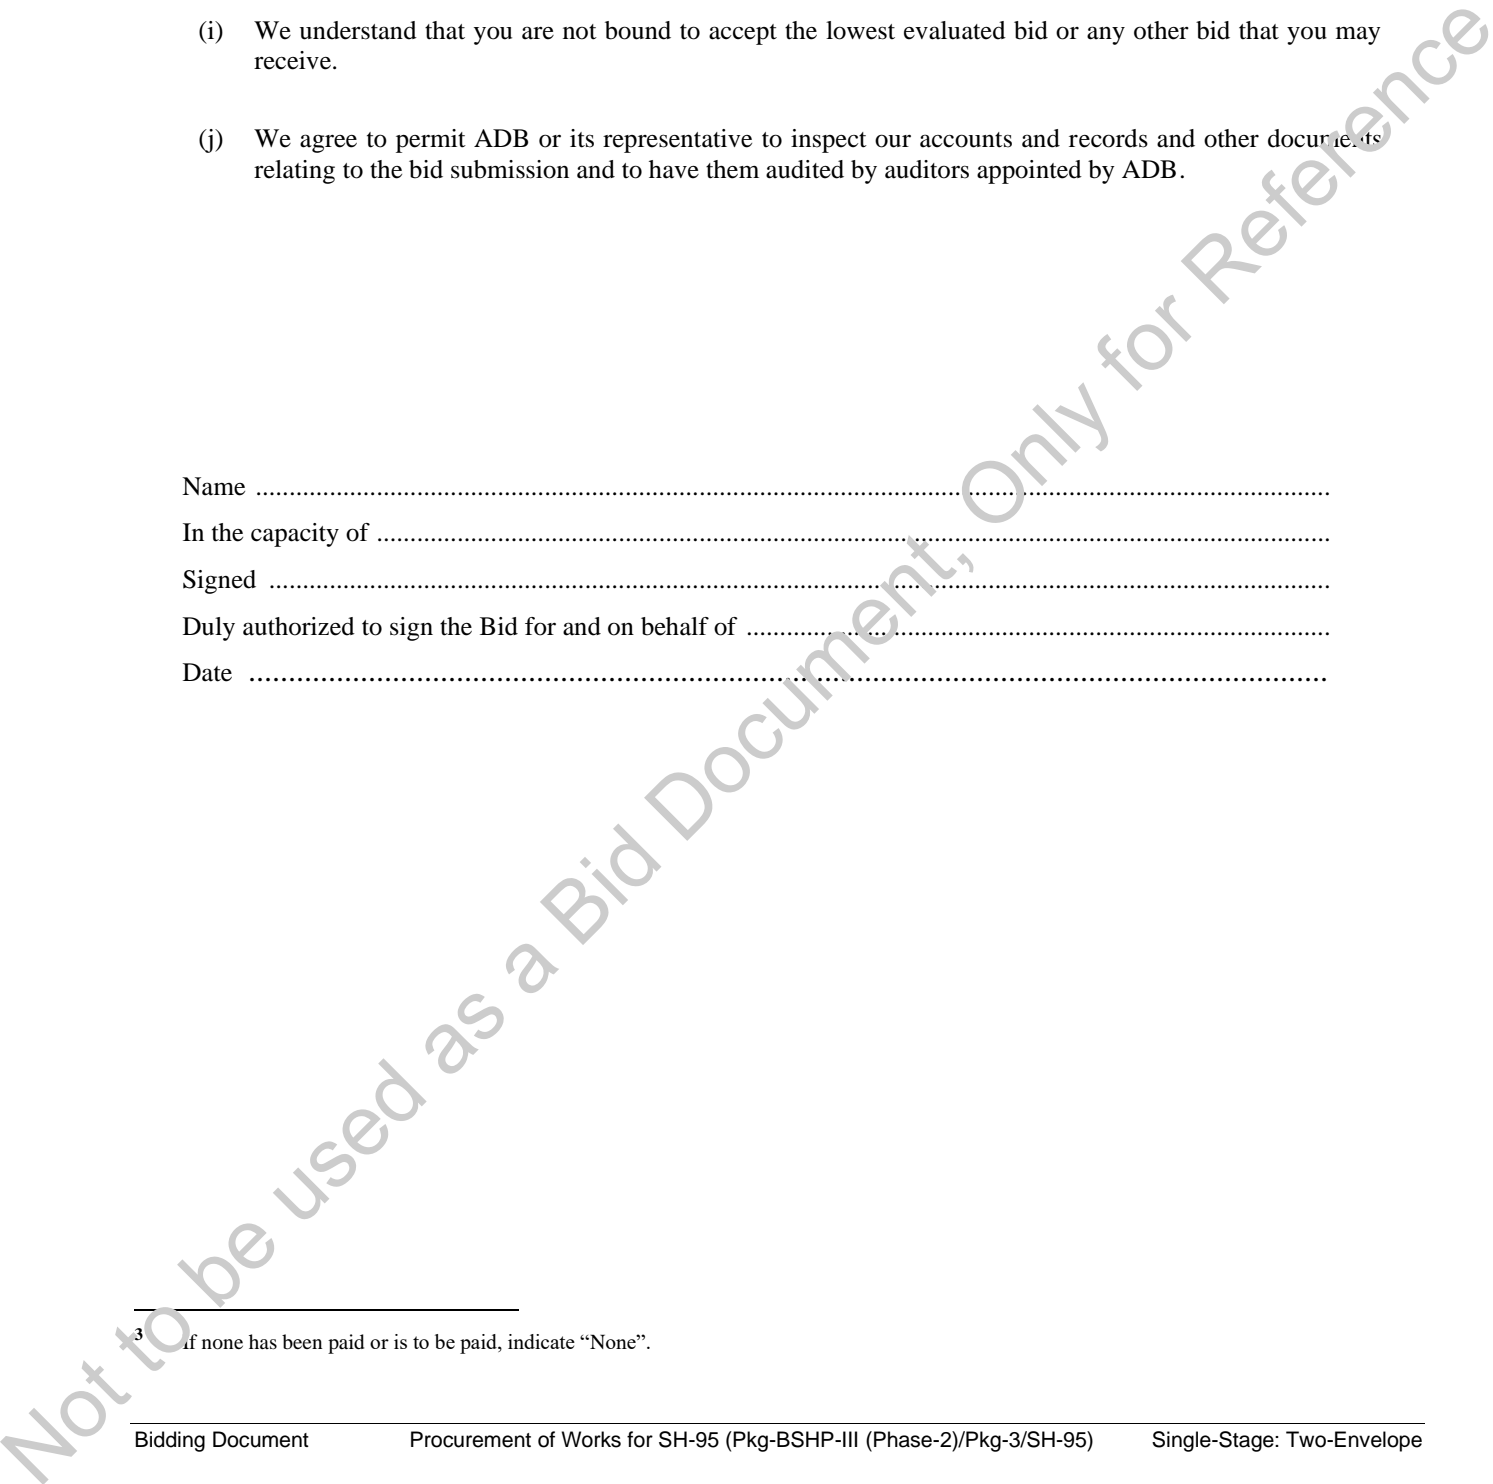 (i) We understand that you are not bound to accept the lowest evaluated bid or any other bid that you may
receive.
(j) We agree to permit ADB or its representative to inspect our accounts and records and other documents
relating to the bid submission and to have them audited by auditors appointed by ADB.
Name ....................................................................................................................................................................
In the capacity of ..................................................................................................................................................
Signed ..................................................................................................................................................................
Duly authorized to sign the Bid for and on behalf of .........................................................................................
Date ......................................................................................................................................
3 If none has been paid or is to be paid, indicate “None”.
Bidding Document Procurement of Works for SH-95 (Pkg-BSHP-III (Phase-2)/Pkg-3/SH-95) Single-Stage: Two-Envelope
Not to be used as a Bid Document, Only for Reference